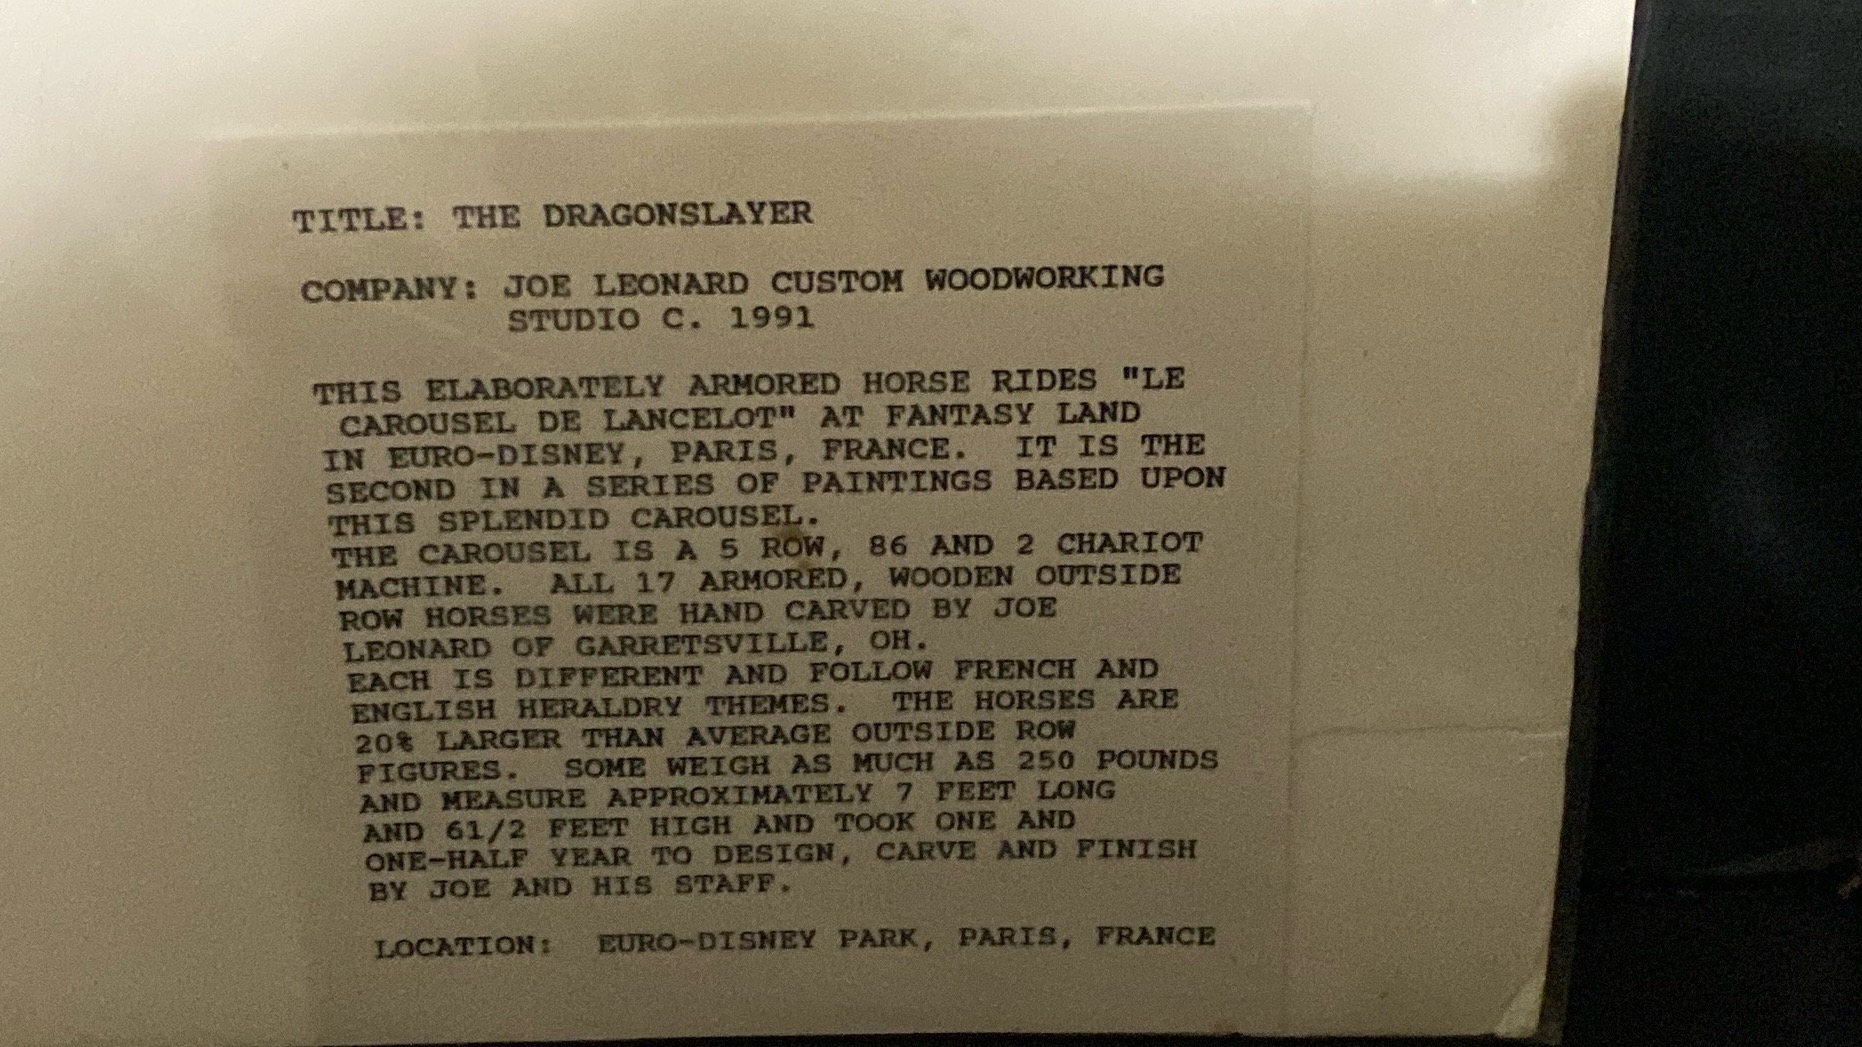 TITLE: THE DRAGONSLAYER
COMPANY: JOE LEONARD CUSTOM WOODWORKING
STUDIO C. 1991
THIS ELABORATELY ARMORED HORSE RIDES "LE
CAROUSEL DE LANCELOT" AT FANTASY LAND
IN EURO-DISNEY, PARIS, FRANCE. IT IS THE
SECOND IN A SERIES OF PAINTINGS BASED UPON
THIS SPLENDID CAROUSEL.
THE CAROUSEL IS A 5 ROW, 86 AND 2 CHARIOT
MACHINE. ALL 17 ARMORED, WOODEN OUTSIDE
ROW HORSES WERE HAND CARVED BY JOE
LEONARD OF GARRETSVILLE, OH.
EACH IS DIFFERENT AND FOLLOW FRENCH AND
ENGLISH HERALDRY THEMES. THE HORSES ARE
20% LARGER THAN AVERAGE OUTSIDE ROW
FIGURES. SOME WEIGH AS MUCH AS 250 POUNDS
AND MEASURE APPROXIMATELY 7 FEET LONG
AND 61/2 FEET HIGH AND TOOK ONE AND
ONE-HALF YEAR TO DESIGN, CARVE AND FINISH
BY JOE AND HIS STAFF.
LOCATION: EURO-DISNEY PARK, PARIS, FRANCE